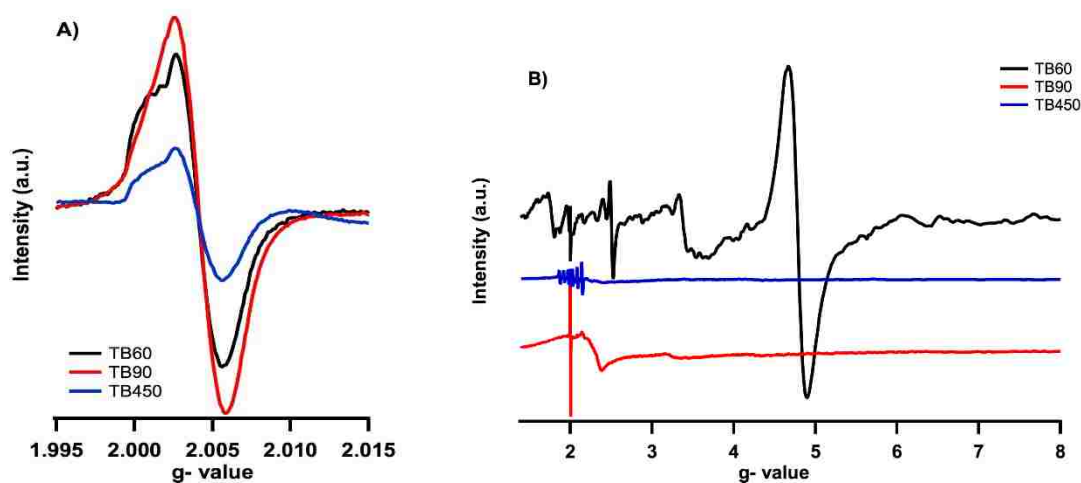 A)
Intensity (a.u.)
TB60
TB90
TB450
1.995 2.000 2.005 2.010 2.015
g- value
B)
TB60
TB90
TB450
Intensity (a.u.)
2 3 4 5 6 7 8
g- value